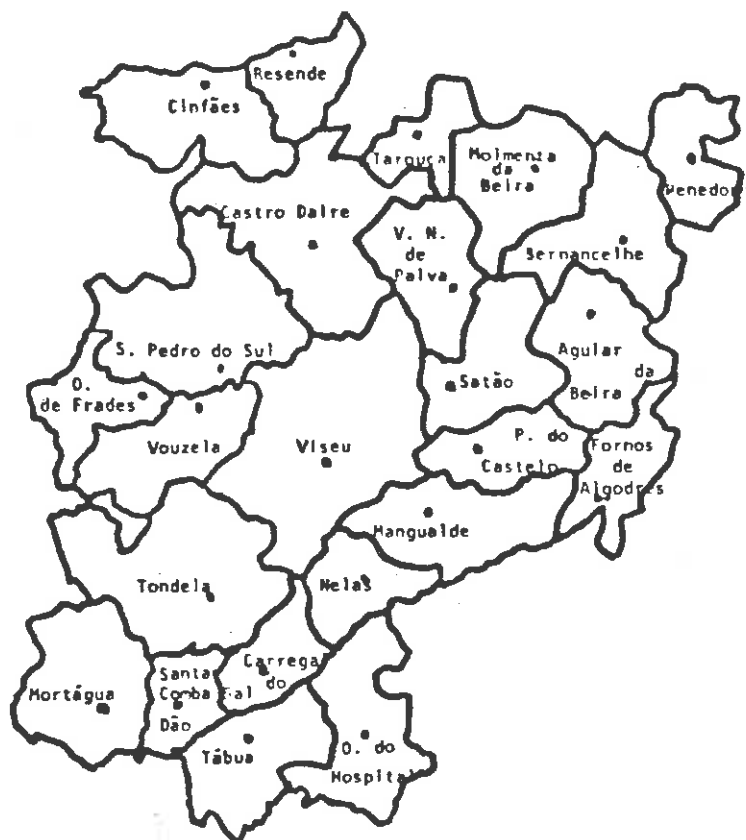 Resende
Cinfães
Tarouca
Moimenta
da
Beira
Penedon
Castro Daire
V. N.
de
Paiva
Sernancelhe
S. Pedro do Sul
Aguiar
da
Beira
O.
de Frades
Satão
Vouzela
Viseu
P. do
Castelo
Fornos
de
Algodres
Mangualde
Tondela
Nelas
Carrega
do
Sal
Santa
Comba
Dão
Mortágua
Tábua
O. do
Hospital